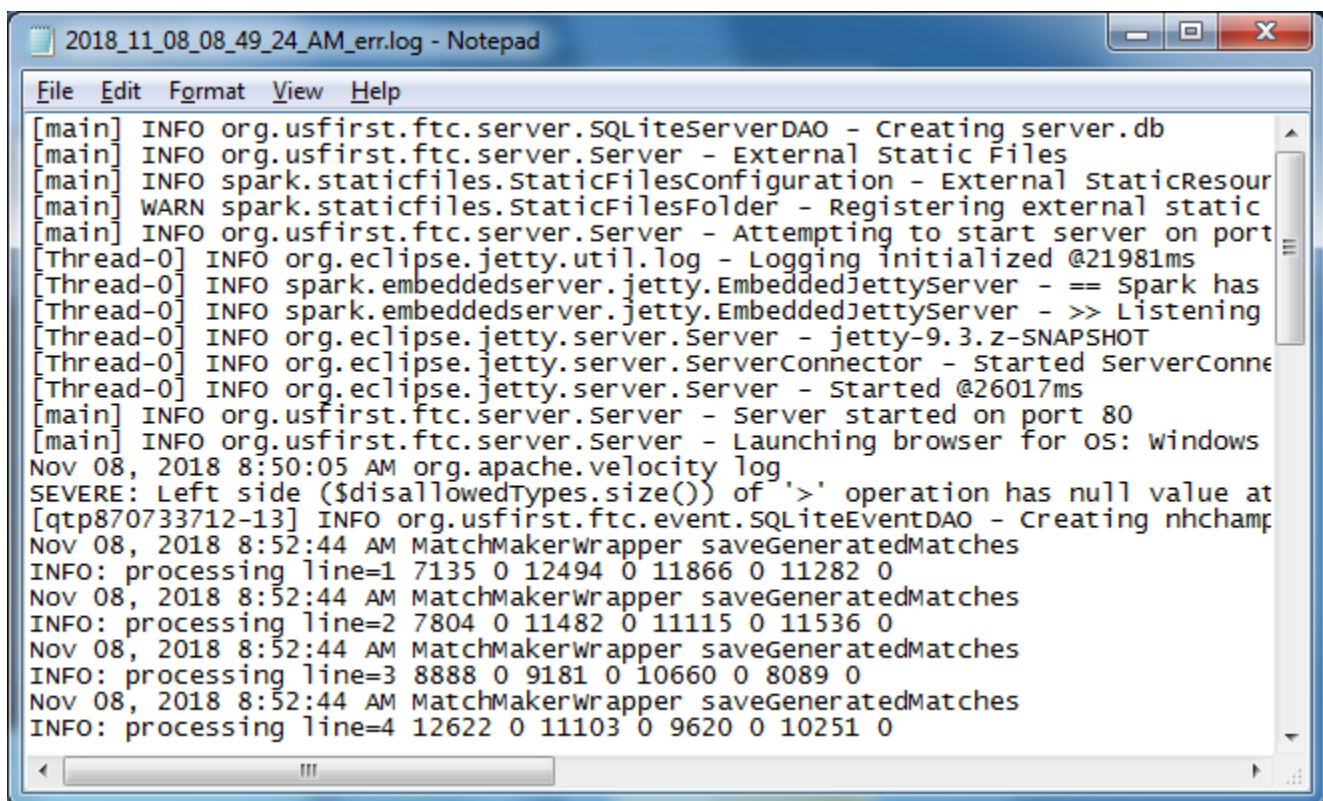 2018_11_08_08_49_24_AM_err.log - Notepad
File Edit Format View Help
[main] INFO org.usfirst.ftc.server.SQLiteServerDAO - Creating server.db
[main] INFO org.usfirst.ftc.server.Server - External Static Files
[main] INFO spark.staticfiles.StaticFilesConfiguration - External StaticResour
[main] WARN spark.staticfiles.StaticFilesFolder - Registering external static
[main] INFO org.usfirst.ftc.server.Server - Attempting to start server on port
[Thread-0] INFO org.eclipse.jetty.util.log - Logging initialized @21981ms
[Thread-0] INFO spark.embeddedserver.jetty.EmbeddedJettyServer - == Spark has
[Thread-0] INFO spark.embeddedserver.jetty.EmbeddedJettyServer - >> Listening
[Thread-0] INFO org.eclipse.jetty.server.Server - jetty-9.3.z-SNAPSHOT
[Thread-0] INFO org.eclipse.jetty.server.ServerConnector - Started ServerConne
[Thread-0] INFO org.eclipse.jetty.server.Server - Started @26017ms
[main] INFO org.usfirst.ftc.server.Server - Server started on port 80
[main] INFO org.usfirst.ftc.server.Server - Launching browser for OS: Windows
Nov 08, 2018 8:50:05 AM org.apache.velocity log
SEVERE: Left side ($disallowedTypes.size()) of '>' operation has null value at
[qtp870733712-13] INFO org.usfirst.ftc.event.SQLiteEventDAO - Creating nhchamp
Nov 08, 2018 8:52:44 AM MatchMakerWrapper saveGeneratedMatches
INFO: processing line=1 7135 0 12494 0 11866 0 11282 0
Nov 08, 2018 8:52:44 AM MatchMakerWrapper saveGeneratedMatches
INFO: processing line=2 7804 0 11482 0 11115 0 11536 0
Nov 08, 2018 8:52:44 AM MatchMakerWrapper saveGeneratedMatches
INFO: processing line=3 8888 0 9181 0 10660 0 8089 0
Nov 08, 2018 8:52:44 AM MatchMakerWrapper saveGeneratedMatches
INFO: processing line=4 12622 0 11103 0 9620 0 10251 0